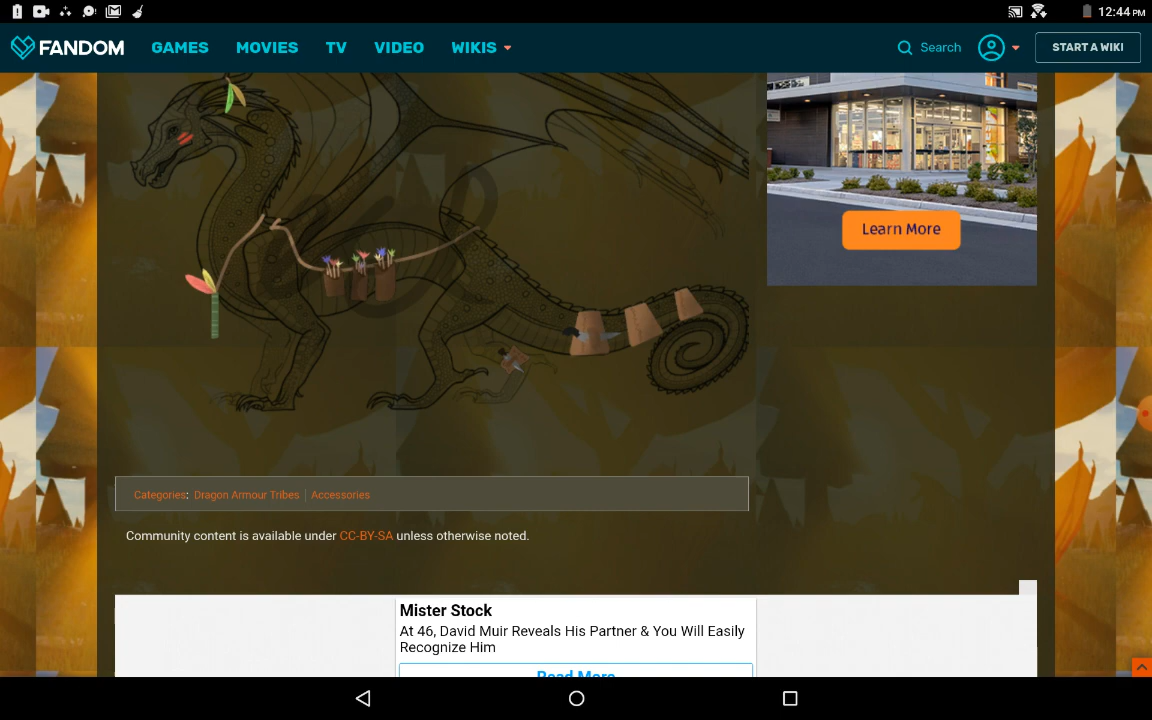 12:44 PM
FANDOM GAMES MOVIES TV VIDEO WIKIS Search START A WIKI
Learn More
Categories: Dragon Armour Tribes Accessories
Community content is available under CC-BY-SA unless otherwise noted.
Mister Stock
At 46, David Muir Reveals His Partner & You Will Easily
Recognize Him
Read More